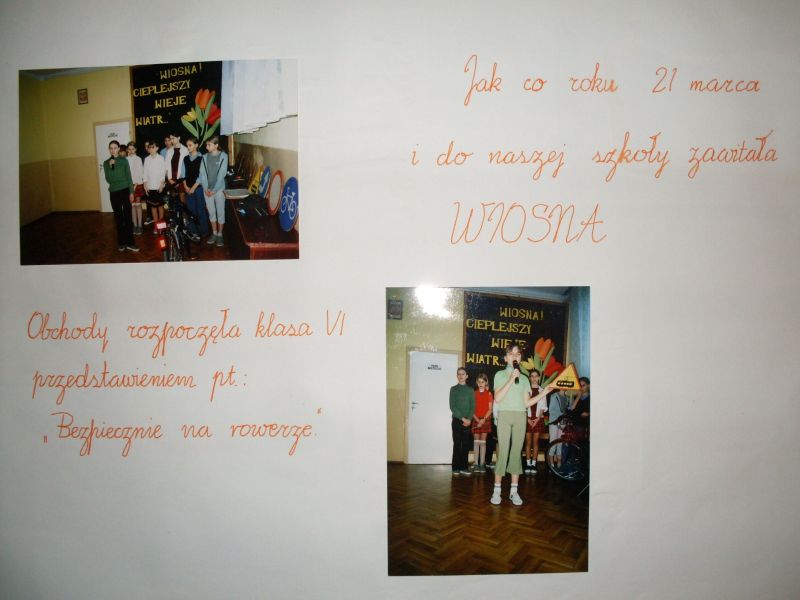 Jak co roku 21 marca
i do naszej szkoły zawitała
WIOSNA
WIOSNA!
CIEPLEJSZY
WIEJE
WIATR...
Obchody rozpoczęła klasa VI
przedstawieniem pt.:
„Bezpiecznie na rowerze.“
WIOSNA!
CIEPLEJSZY
WIEJE
WIATR...